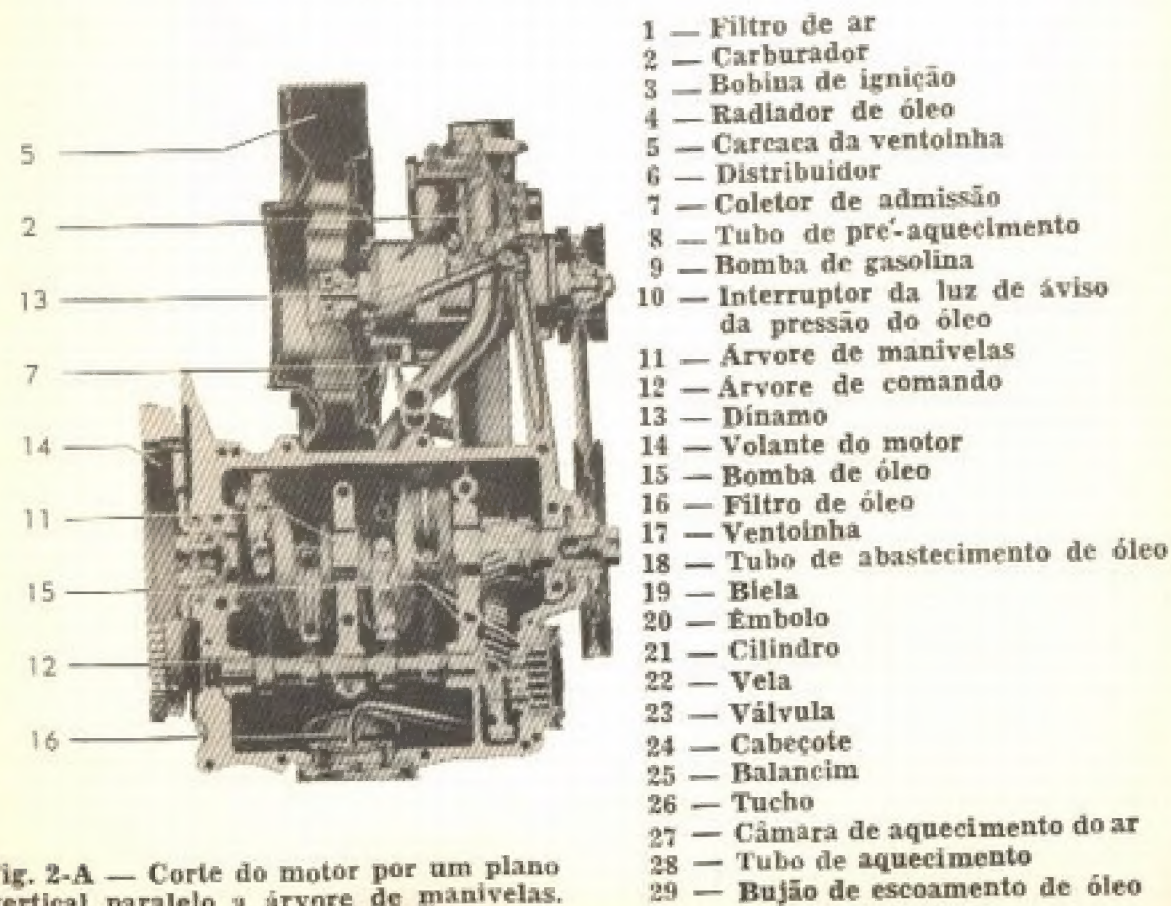 5
2
13
7
14
11
15
12
16
ig. 2-A — Corte do motor por um plano
ertical paralelo a árvore de manivelas.
1 — Filtro de ar
2 — Carburador
3 — Bobina de ignição
4 — Radiador de óleo
5 — Carcaca da ventoinha
6 — Distribuidor
7 — Coletor de admissão
8 — Tubo de pré-aquecimento
9 — Bomba de gasolina
10 — Interruptor da luz de áviso
da pressão do óleo
11 — Arvore de manivelas
12 — Arvore de comando
13 — Dínamo
14 — Volante do motor
15 — Bomba de óleo
16 — Filtro de óleo
17 — Ventoinha
18 — Tubo de abastecimento de óleo
19 — Biela
20 — Êmbolo
21 — Cilindro
22 — Vela
23 — Válvula
24 — Cabeçote
25 — Balancim
26 — Tucho
27 — Câmara de aquecimento do ar
28 — Tubo de aquecimento
29 — Bujão de escoamento de óleo